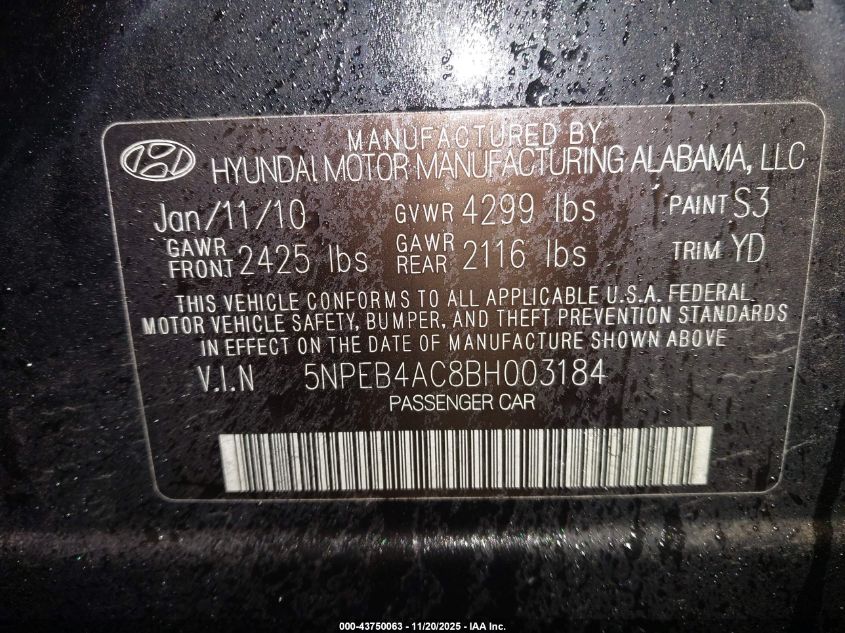 MANUFACTURED BY
HYUNDAI MOTOR MANUFACTURING ALABAMA, LLC
Jan/11/10 GVWR 4299 lbs PAINT S3
GAWR FRONT 2425 lbs GAWR REAR 2116 lbs TRIM YD
THIS VEHICLE CONFORMS TO ALL APPLICABLE U.S.A. FEDERAL
MOTOR VEHICLE SAFETY, BUMPER, AND THEFT PREVENTION STANDARDS
IN EFFECT ON THE DATE OF MANUFACTURE SHOWN ABOVE
V.I.N 5NPEB4AC8BH003184
PASSENGER CAR
000-43750063 - 11/20/2025 - IAA Inc.